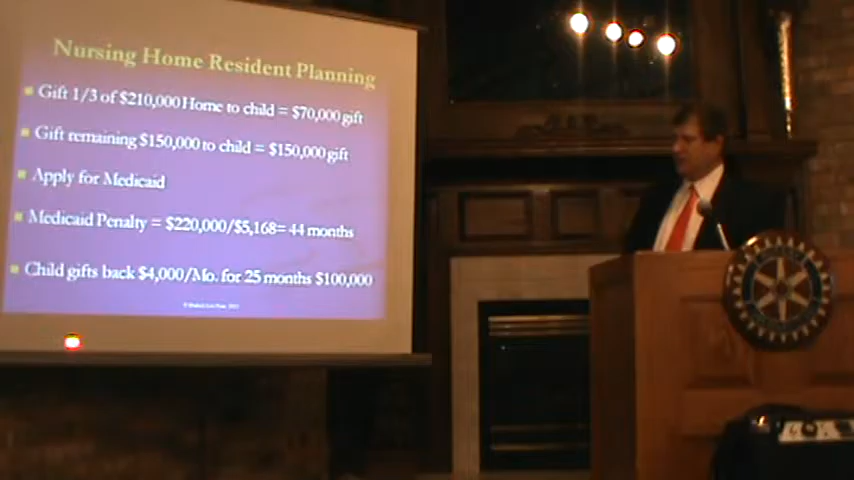 Nursing Home Resident Planning
Gift 1/3 of $210,000 Home to child = $70,000 gift
Gift remaining $150,000 to child = $150,000 gift
Apply for Medicaid
Medicaid Penalty = $220,000/$5,168= 44 months
Child gifts back $4,000/Mo. for 25 months $100,000